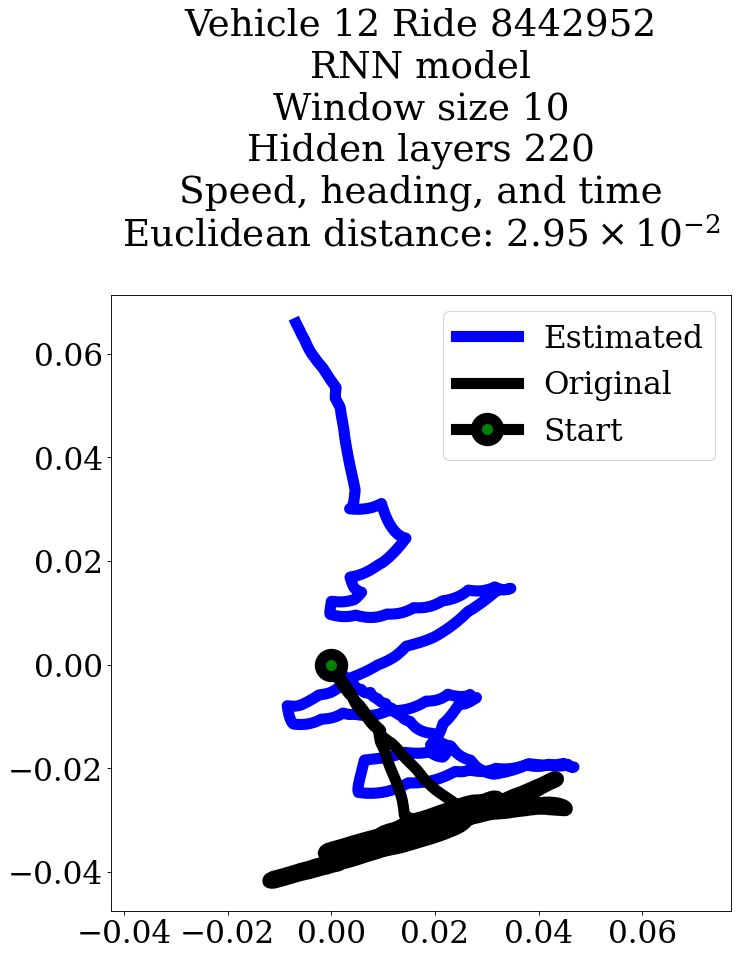 Vehicle 12 Ride 8442952
RNN model
Window size 10
Hidden layers 220
Speed, heading, and time
Euclidean distance: 2.95 × 10⁻²
Estimated
Original
Start
0.06
0.04
0.02
0.00
−0.02
−0.04
−0.04 −0.02 0.00 0.02 0.04 0.06